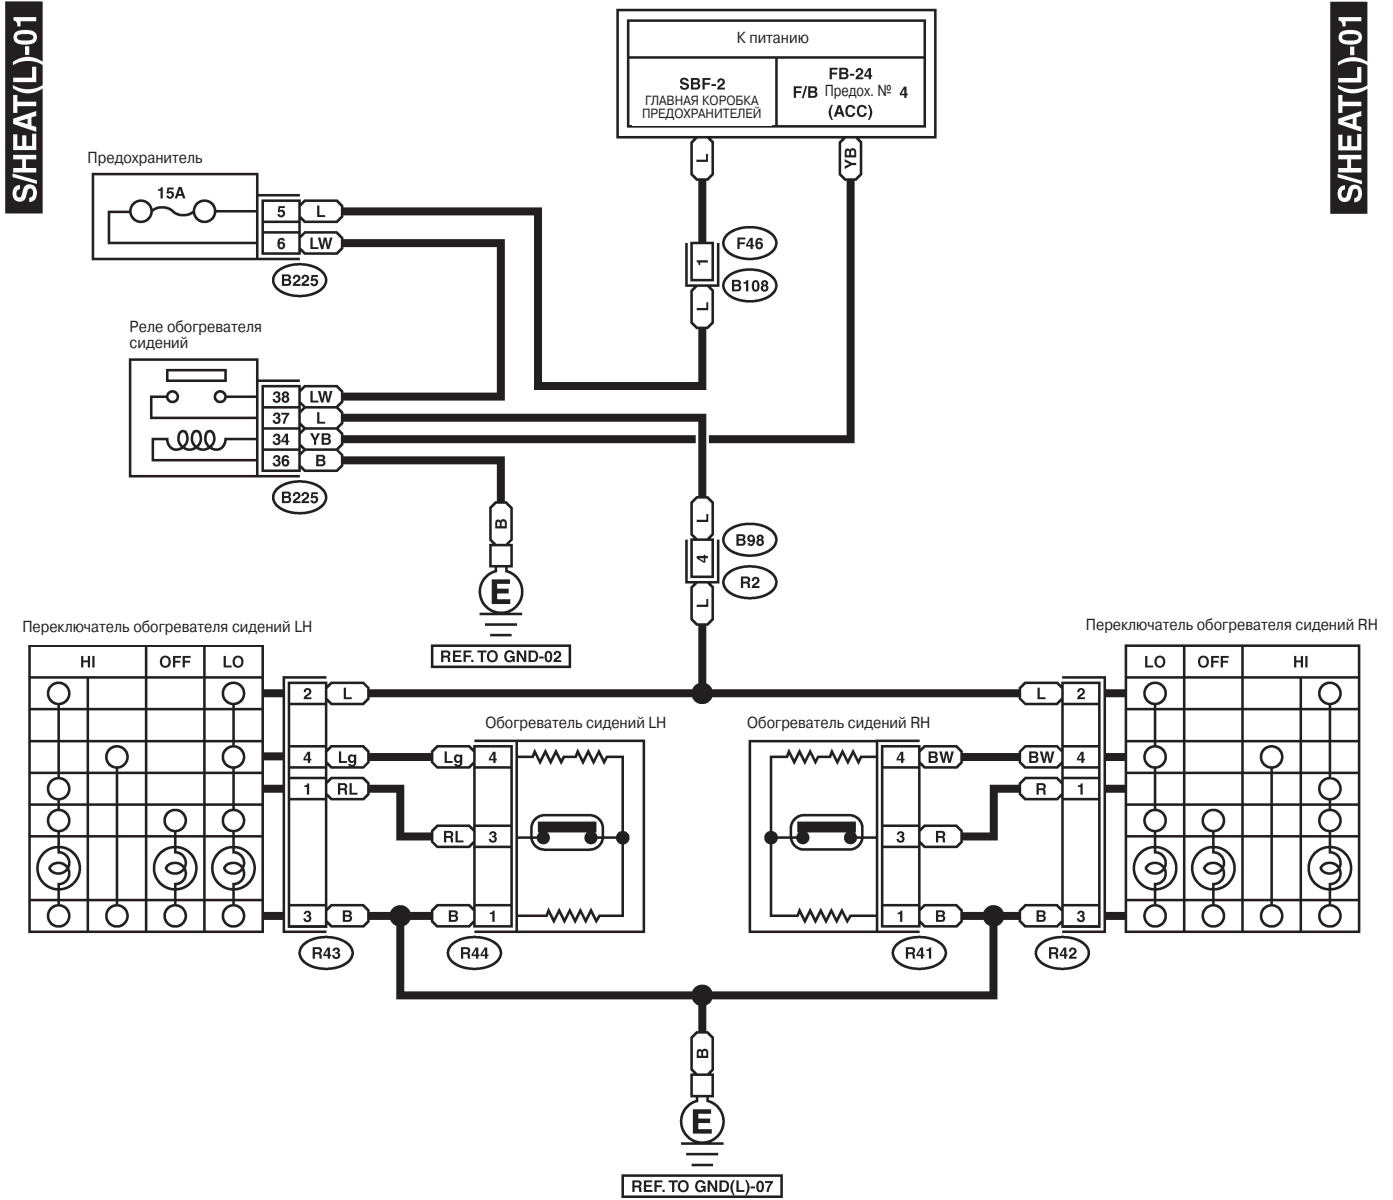 S/HEAT(L)-01
S/HEAT(L)-01
К питанию
SBF-2
ГЛАВНАЯ КОРОБКА
ПРЕДОХРАНИТЕЛЕЙ
FB-24
F/B Предох. № 4
(ACC)
L
YB
Предохранитель
15A
5 L
6 LW
B225
F46
1
B108
L
Реле обогревателя
сидений
38 LW
37 L
34 YB
36 B
B225
B
E
REF. TO GND-02
L
B98
4
R2
L
Переключатель обогревателя сидений LH
HI OFF LO
2 L
4 Lg
1 RL
3 B
R43
Обогреватель сидений LH
Lg 4
RL 3
B 1
R44
Обогреватель сидений RH
4 BW
3 R
1 B
R41
Переключатель обогревателя сидений RH
LO OFF HI
L 2
BW 4
R 1
B 3
R42
B
E
REF. TO GND(L)-07